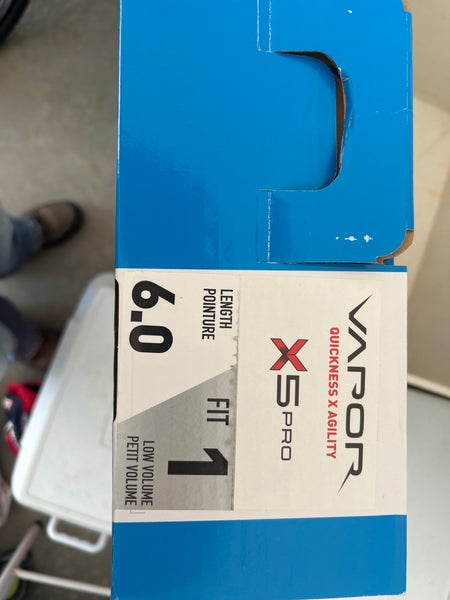 VAPOR
QUICKNESS X AGILITY
X5 PRO
LENGTH
POINTURE
6.0
FIT 1
LOW VOLUME
PETIT VOLUME